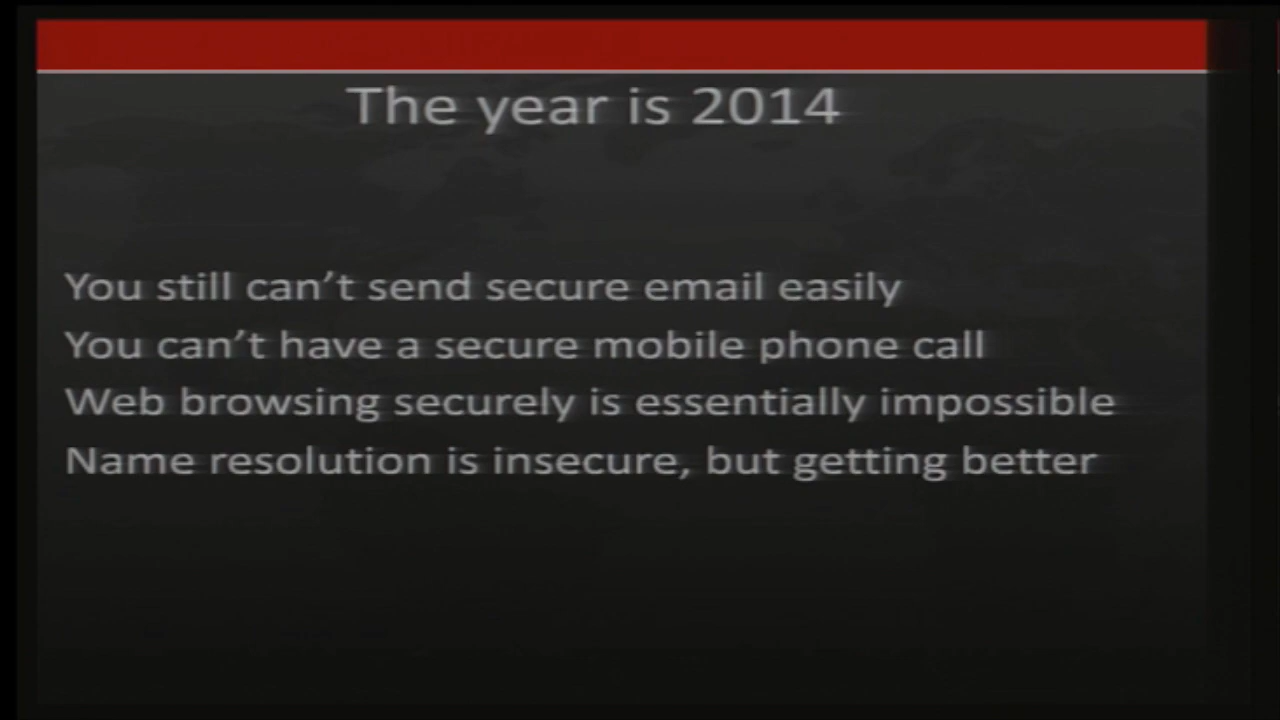 The year is 2014
You still can’t send secure email easily
You can’t have a secure mobile phone call
Web browsing securely is essentially impossible
Name resolution is insecure, but getting better